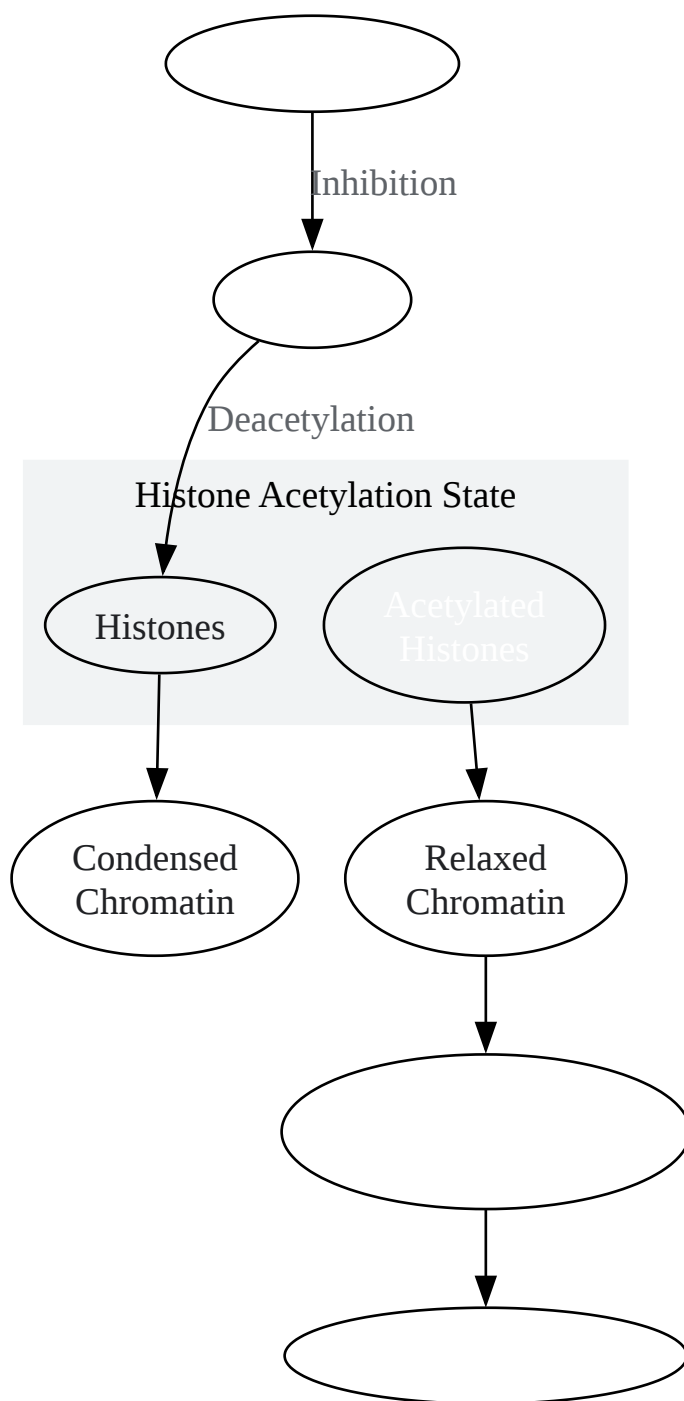 Inhibition
Deacetylation
Histone Acetylation State
Histones
Acetylated
Histones
Condensed
Chromatin
Relaxed
Chromatin